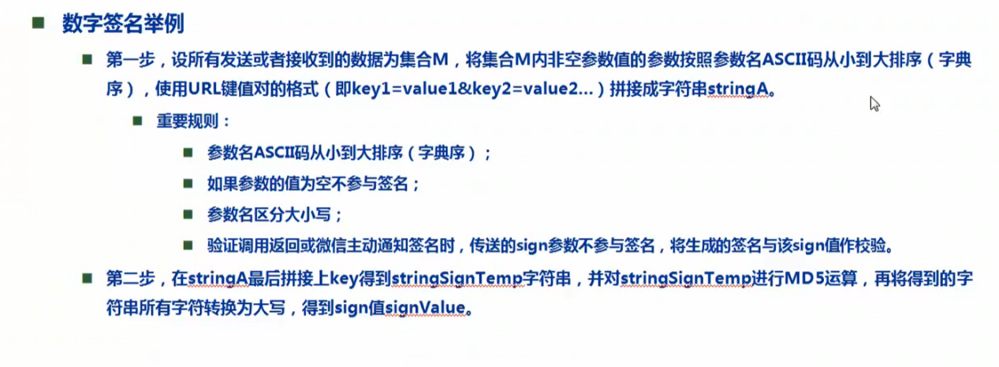 数字签名举例
第一步，设所有发送或者接收到的数据为集合M，将集合M内非空参数值的参数按照参数名ASCII码从小到大排序（字典
序），使用URL键值对的格式（即key1=value1&key2=value2…）拼接成字符串stringA。
重要规则：
参数名ASCII码从小到大排序（字典序）；
如果参数的值为空不参与签名；
参数名区分大小写；
验证调用返回或微信主动通知签名时，传送的sign参数不参与签名，将生成的签名与该sign值作校验。
第二步，在stringA最后拼接上key得到stringSignTemp字符串，并对stringSignTemp进行MD5运算，再将得到的字
符串所有字符转换为大写，得到sign值signValue。